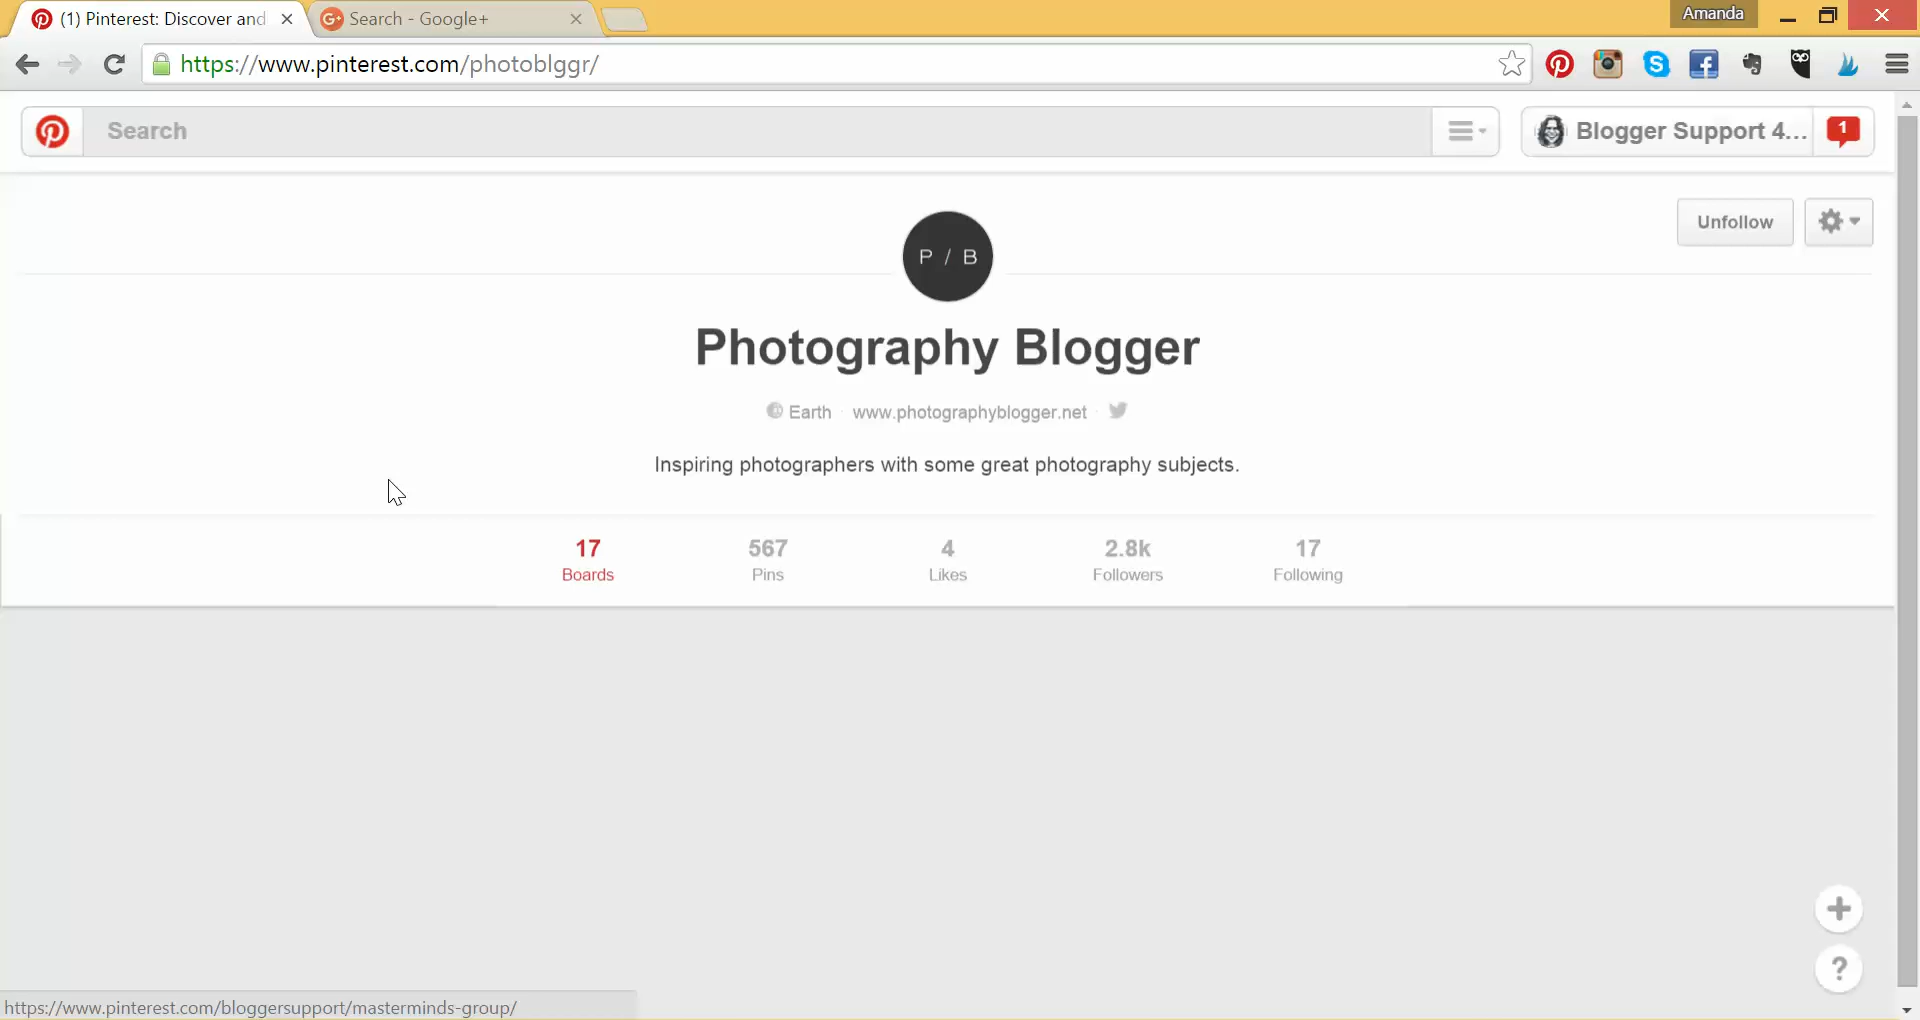 (1) Pinterest: Discover and
Search - Google+
Amanda
https://www.pinterest.com/photoblggr/
Search
Blogger Support 4...
1
Unfollow
P / B
Photography Blogger
Earth · www.photographyblogger.net ·
Inspiring photographers with some great photography subjects.
17 567 4 2.8k 17
Boards Pins Likes Followers Following
+
?
https://www.pinterest.com/bloggersupport/masterminds-group/